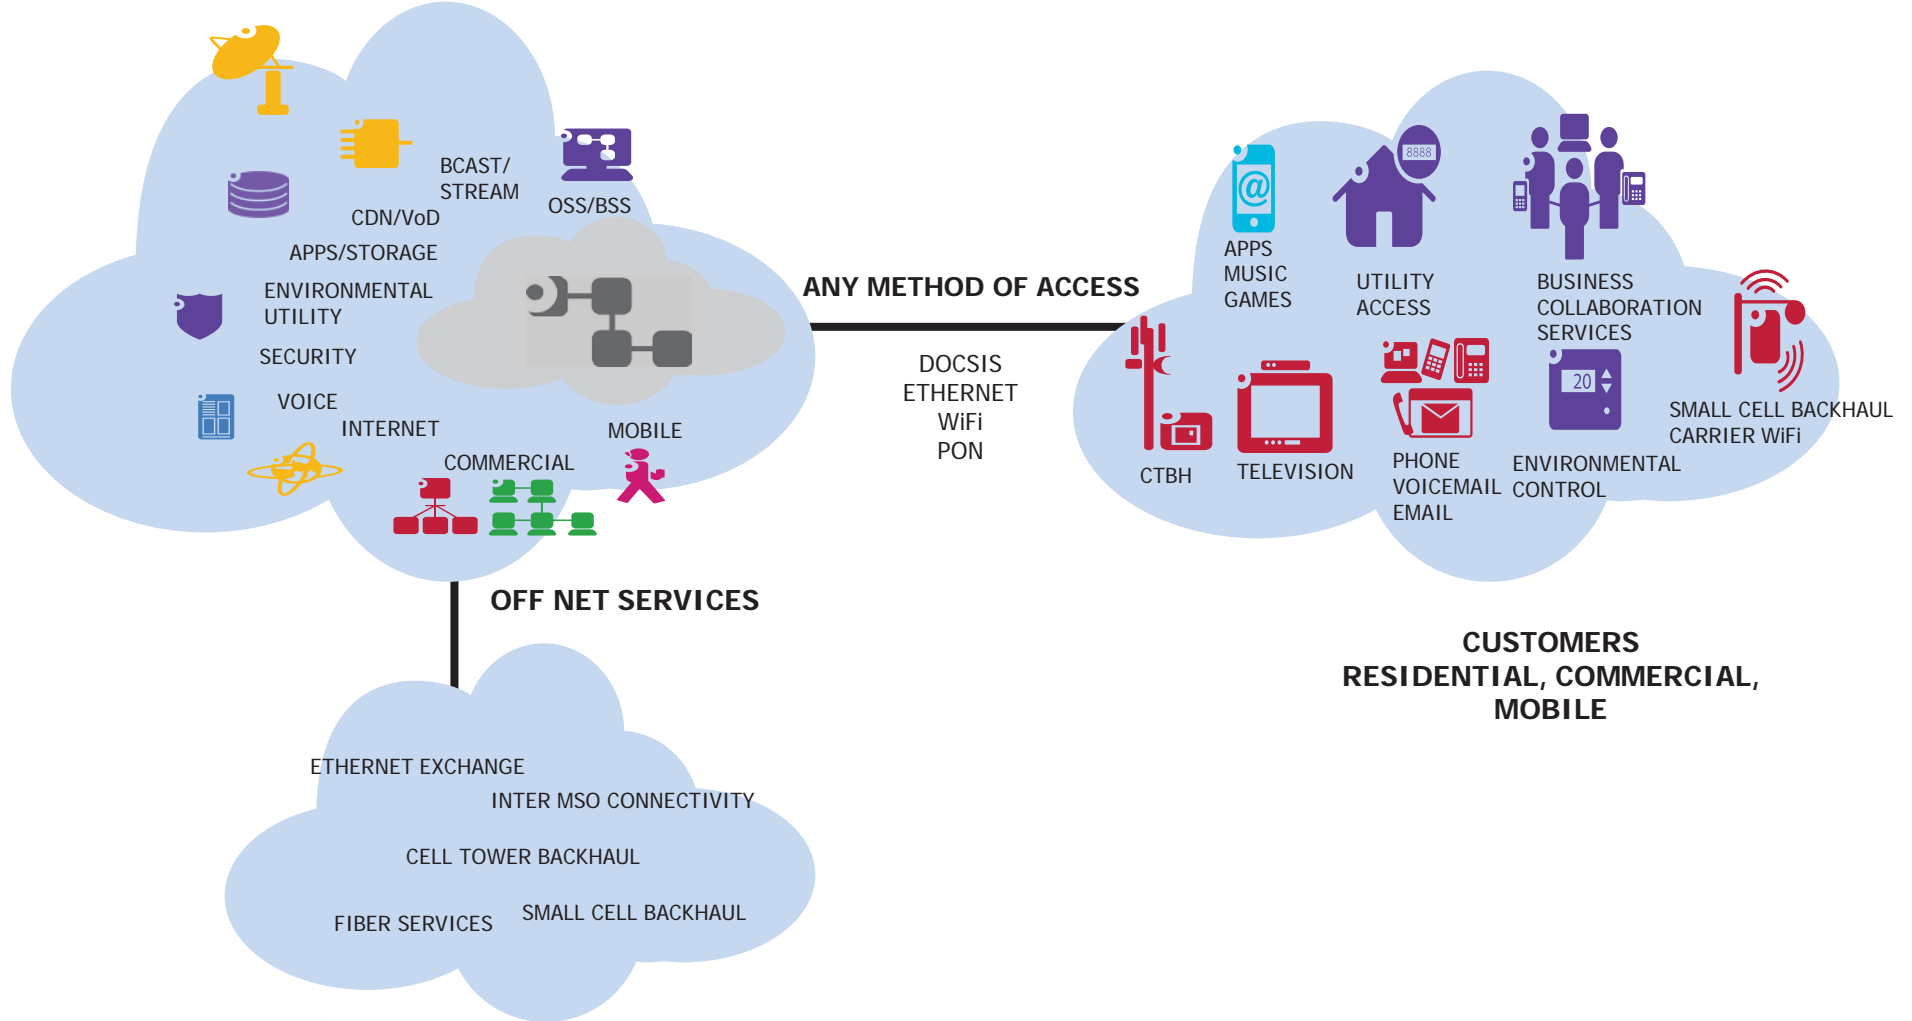 BCAST/
STREAM
OSS/BSS
CDN/VoD
APPS/STORAGE
ENVIRONMENTAL
UTILITY
SECURITY
VOICE
INTERNET
MOBILE
COMMERCIAL
ANY METHOD OF ACCESS
DOCSIS
ETHERNET
WiFi
PON
@
8888
APPS
MUSIC
GAMES
UTILITY
ACCESS
BUSINESS
COLLABORATION
SERVICES
20
SMALL CELL BACKHAUL
CARRIER WiFi
CTBH
TELEVISION
PHONE
VOICEMAIL
EMAIL
ENVIRONMENTAL
CONTROL
OFF NET SERVICES
CUSTOMERS
RESIDENTIAL, COMMERCIAL,
MOBILE
ETHERNET EXCHANGE
INTER MSO CONNECTIVITY
CELL TOWER BACKHAUL
SMALL CELL BACKHAUL
FIBER SERVICES